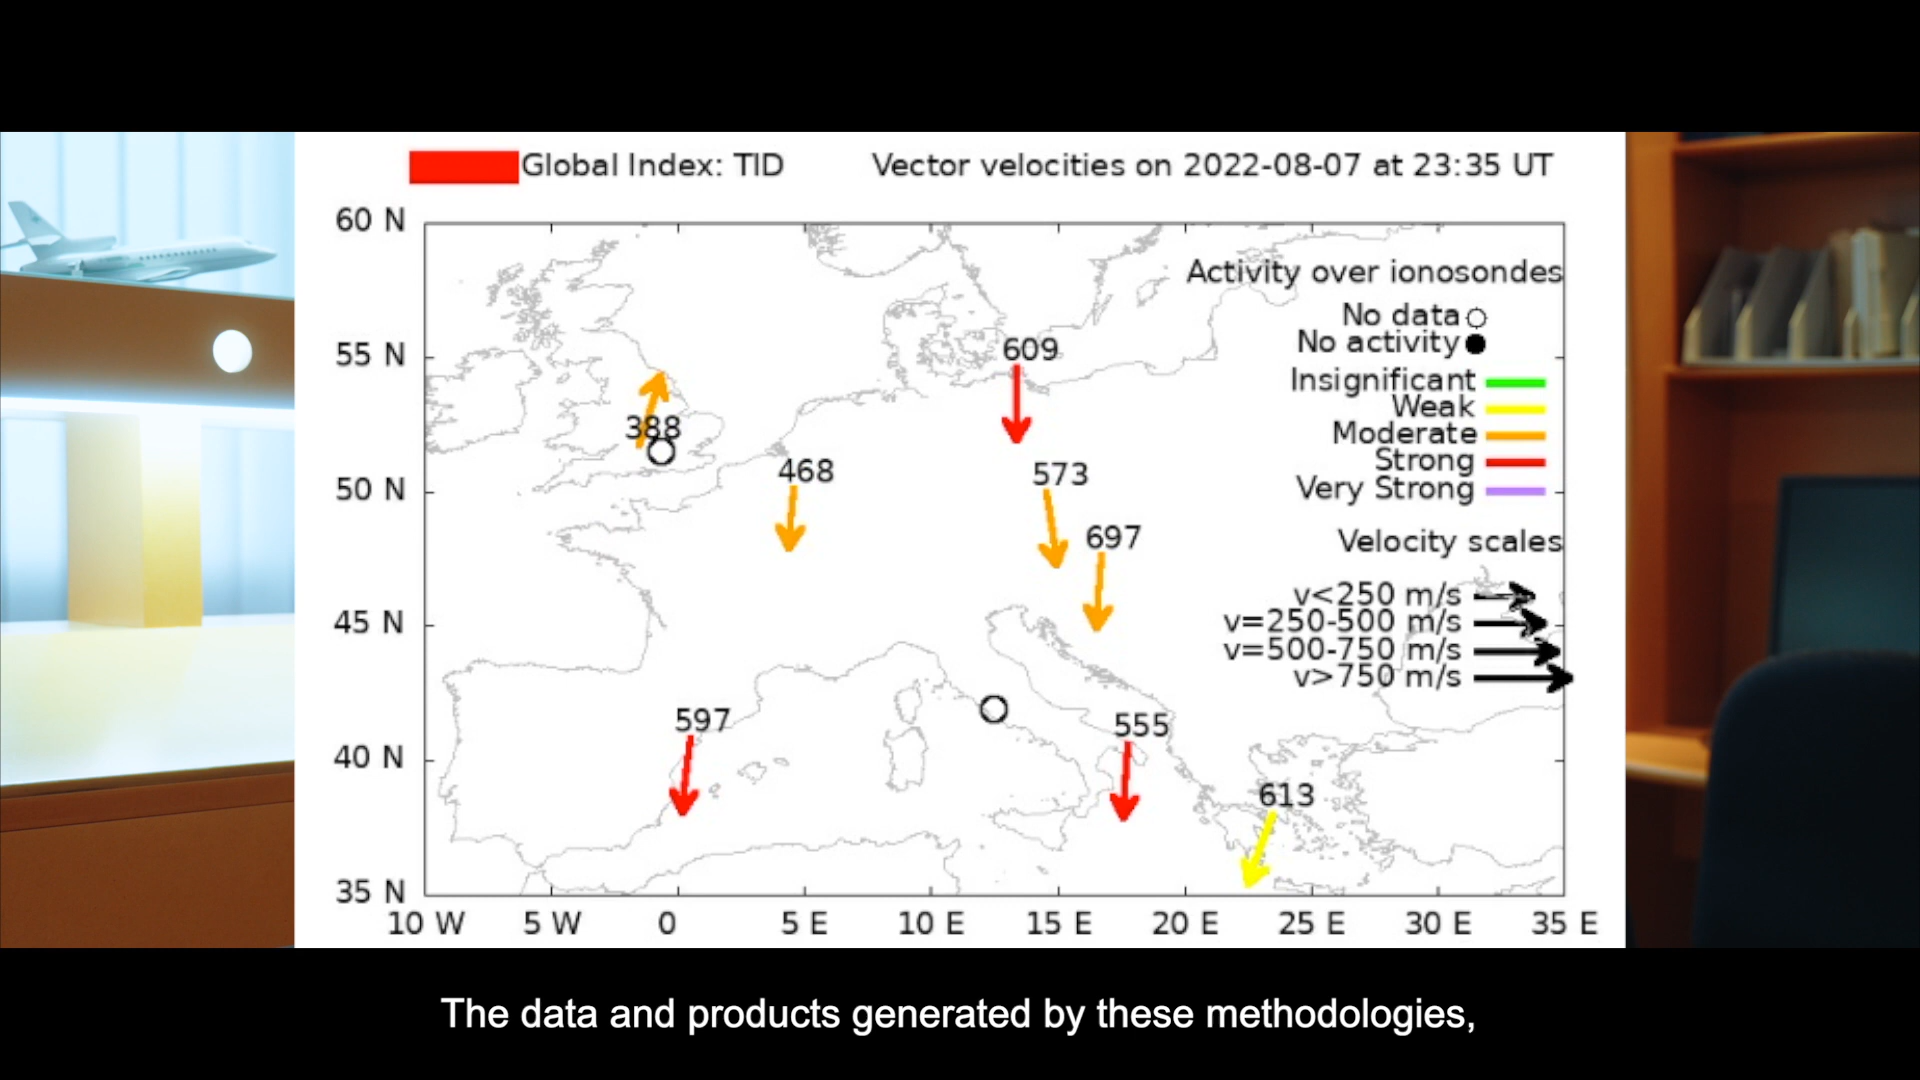 Global Index: TID
Vector velocities on 2022-08-07 at 23:35 UT
60 N
55 N
50 N
45 N
40 N
35 N
10 W
5 W
0
5 E
10 E
15 E
20 E
25 E
30 E
35 E
Activity over ionosondes
No data
No activity
Insignificant
Weak
Moderate
Strong
Very Strong
Velocity scales
v<250 m/s
v=250-500 m/s
v=500-750 m/s
v>750 m/s
609
388
468
573
697
597
555
613
The data and products generated by these methodologies,